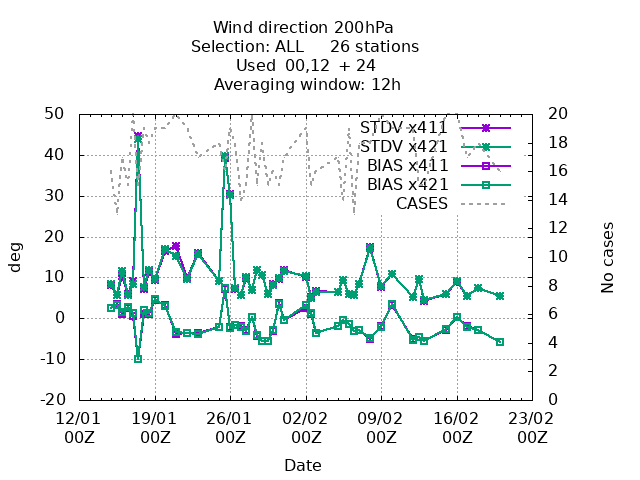 Wind direction 200hPa
Selection: ALL 26 stations
Used 00,12 + 24
Averaging window: 12h
50
40
30
20
10
0
-10
-20
deg
20
18
16
14
12
10
8
6
4
2
0
No cases
STDV x411
STDV x421
BIAS x411
BIAS x421
CASES
12/01 19/01 26/01 02/02 09/02 16/02 23/02
00Z 00Z 00Z 00Z 00Z 00Z 00Z
Date